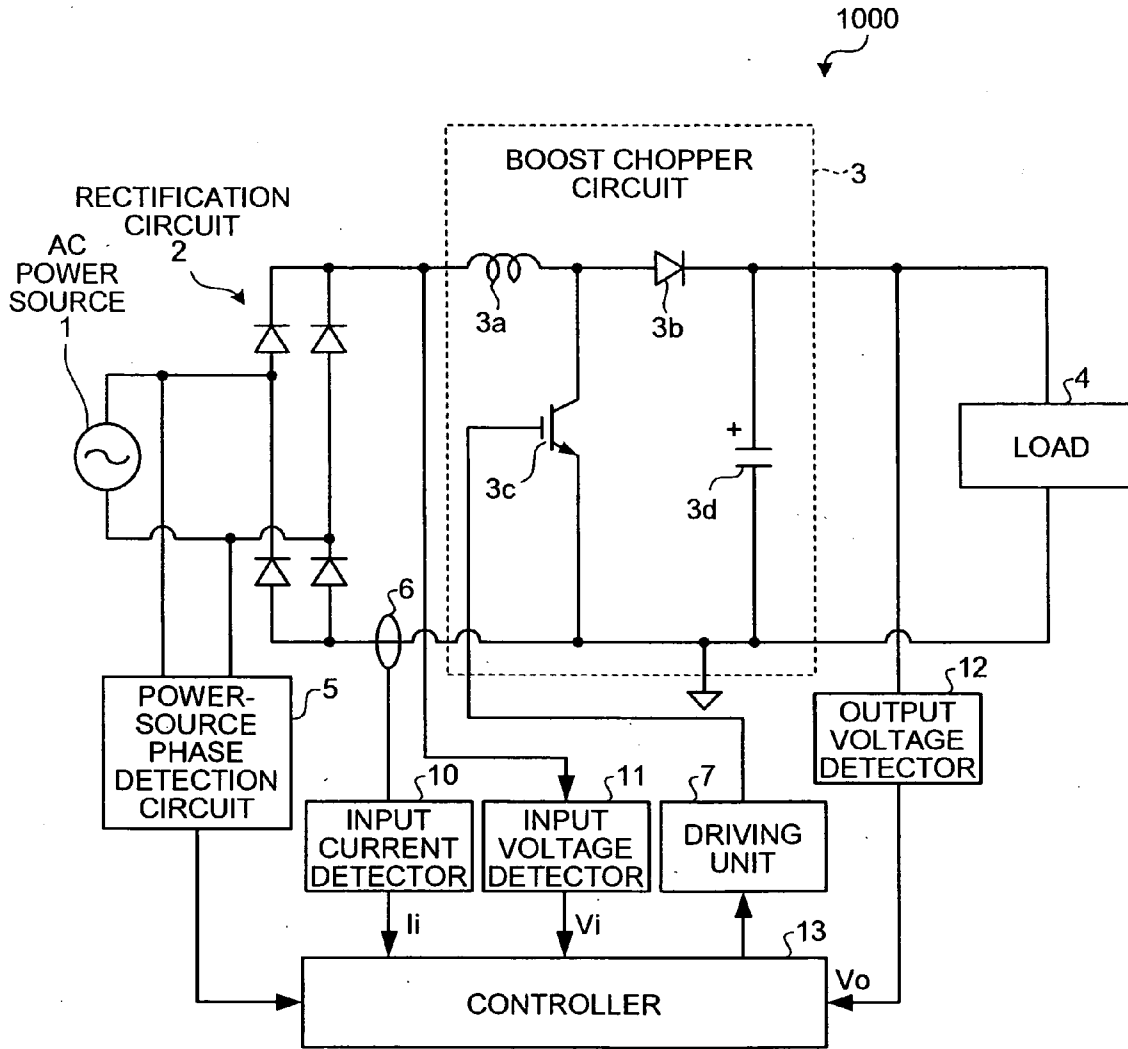 1000
BOOST CHOPPER
CIRCUIT
3
RECTIFICATION
CIRCUIT
2
AC
POWER
SOURCE
1
3a
3b
3c
+
3d
4
LOAD
6
5
POWER-
SOURCE
PHASE
DETECTION
CIRCUIT
12
OUTPUT
VOLTAGE
DETECTOR
10
INPUT
CURRENT
DETECTOR
11
INPUT
VOLTAGE
DETECTOR
7
DRIVING
UNIT
Ii
Vi
13
CONTROLLER
Vo